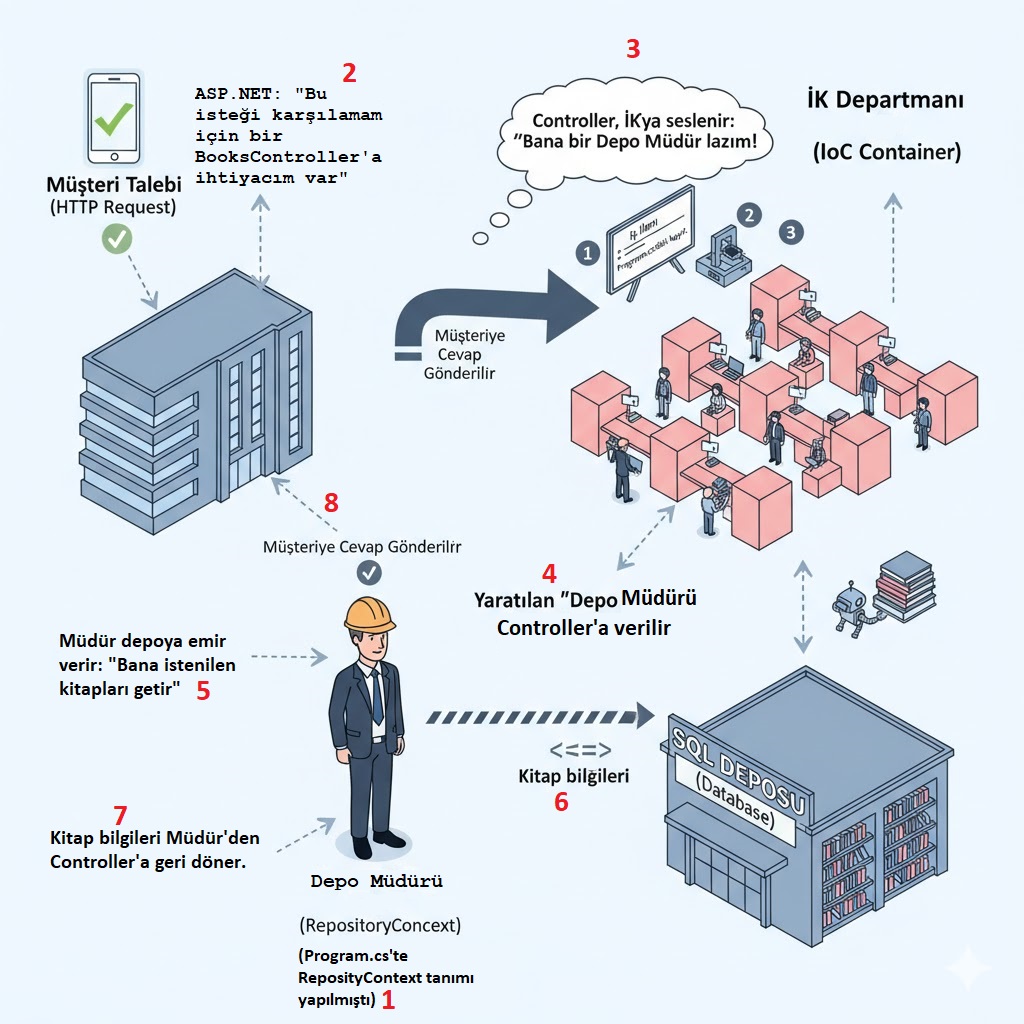 3
2
ASP.NET: "Bu
isteği karşılamam
için bir
BooksController'a
ihtiyacım var"
Controller, İKya seslenir:
"Bana bir Depo Müdür lazım!
İK Departmanı
(IoC Container)
Müşteri Talebi
(HTTP Request)
1
2
3
Müşteriye
Cevap
Gönderilir
8
Müşteriye Cevap Gönderilir
4
Yaratılan "Depo Müdürü
Controller'a verilir
Müdür depoya emir
verir: "Bana istenilen
kitapları getir" 5
<<=>
Kitap bilgileri
6
SQL DEPOSU
(Database)
7
Kitap bilgileri Müdür'den
Controller'a geri döner.
Depo Müdürü
(RepositoryConcext)
(Program.cs'te
ReposityContext tanımı
yapılmıştı) 1